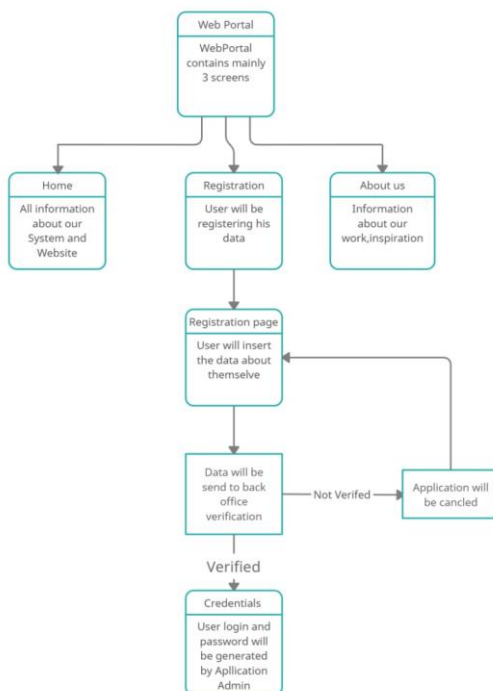 Web Portal
WebPortal
contains mainly
3 screens
Home
All information
about our
System and
Website
Registration
User will be
registering his
data
About us
Information
about our
work,inspiration
Registration page
User will insert
the data about
themselve
Data will be
send to back
office
verification
Not Verifed
Application will
be cancled
Verified
Credentials
User login and
password will
be generated
by Apllication
Admin